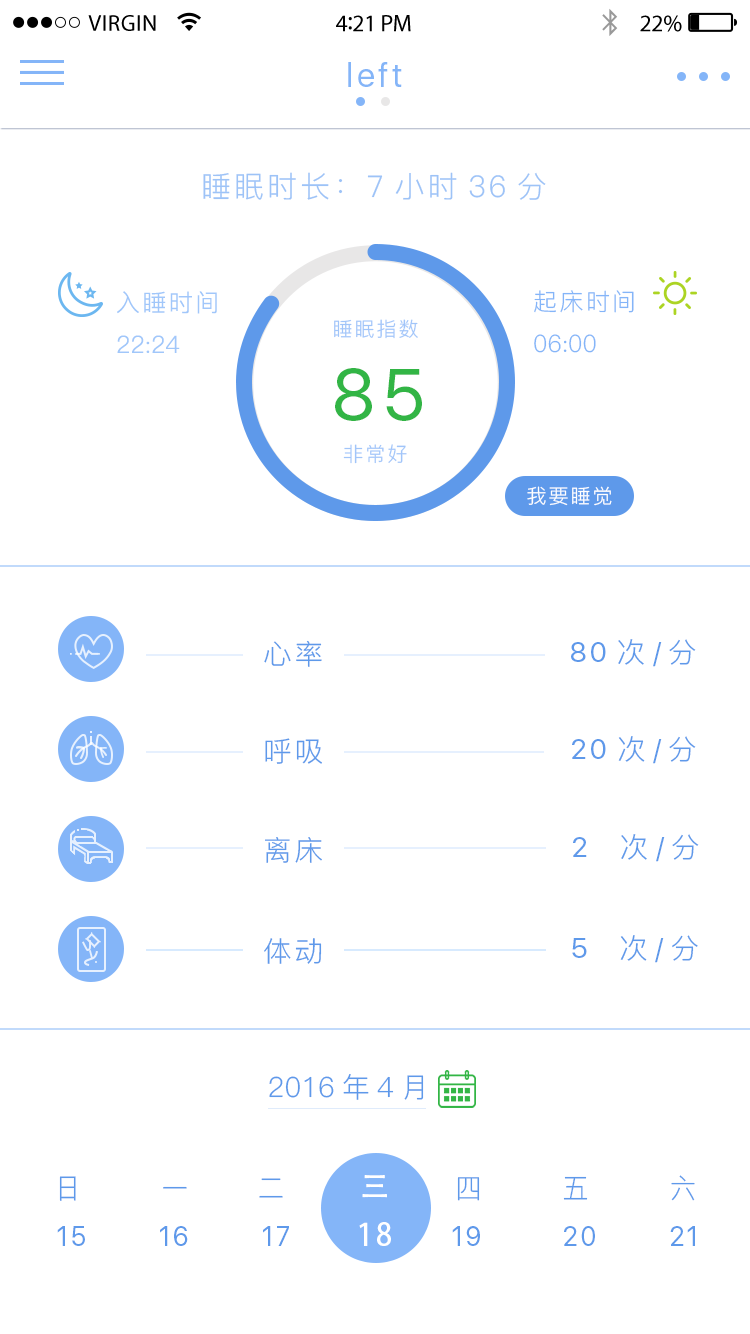 VIRGIN 4:21 PM 22%
left
睡眠时长：7 小时 36 分
入睡时间
22:24
起床时间
06:00
睡眠指数
85
非常好
我要睡觉
心率 80 次/分
呼吸 20 次/分
离床 2 次/分
体动 5 次/分
2016 年 4 月
日 一 二 三 四 五 六
15 16 17 18 19 20 21